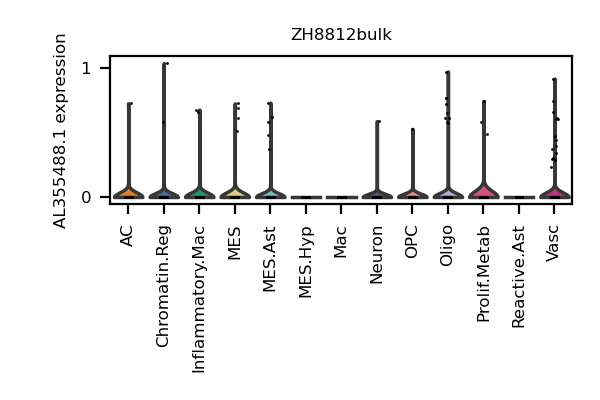 ZH8812bulk
AL355488.1 expression
1
0
AC
Chromatin.Reg
Inflammatory.Mac
MES
MES.Ast
MES.Hyp
Mac
Neuron
OPC
Oligo
Prolif.Metab
Reactive.Ast
Vasc